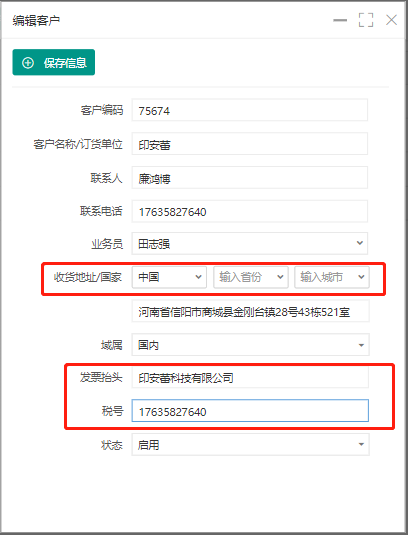 编辑客户
保存信息
客户编码 75674
客户名称/订货单位 印安蕾
联系人 廉鸿博
联系电话 17635827640
业务员 田志强
收货地址/国家 中国 输入省份 输入城市
河南省信阳市商城县金刚台镇28号43栋521室
域属 国内
发票抬头 印安蕾科技有限公司
税号 17635827640
状态 启用